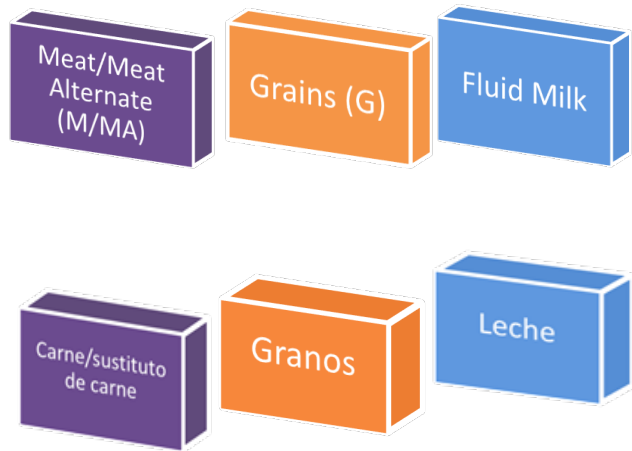 Meat/Meat
Alternate
(M/MA)
Grains (G)
Fluid Milk
Carne/sustituto
de carne
Granos
Leche